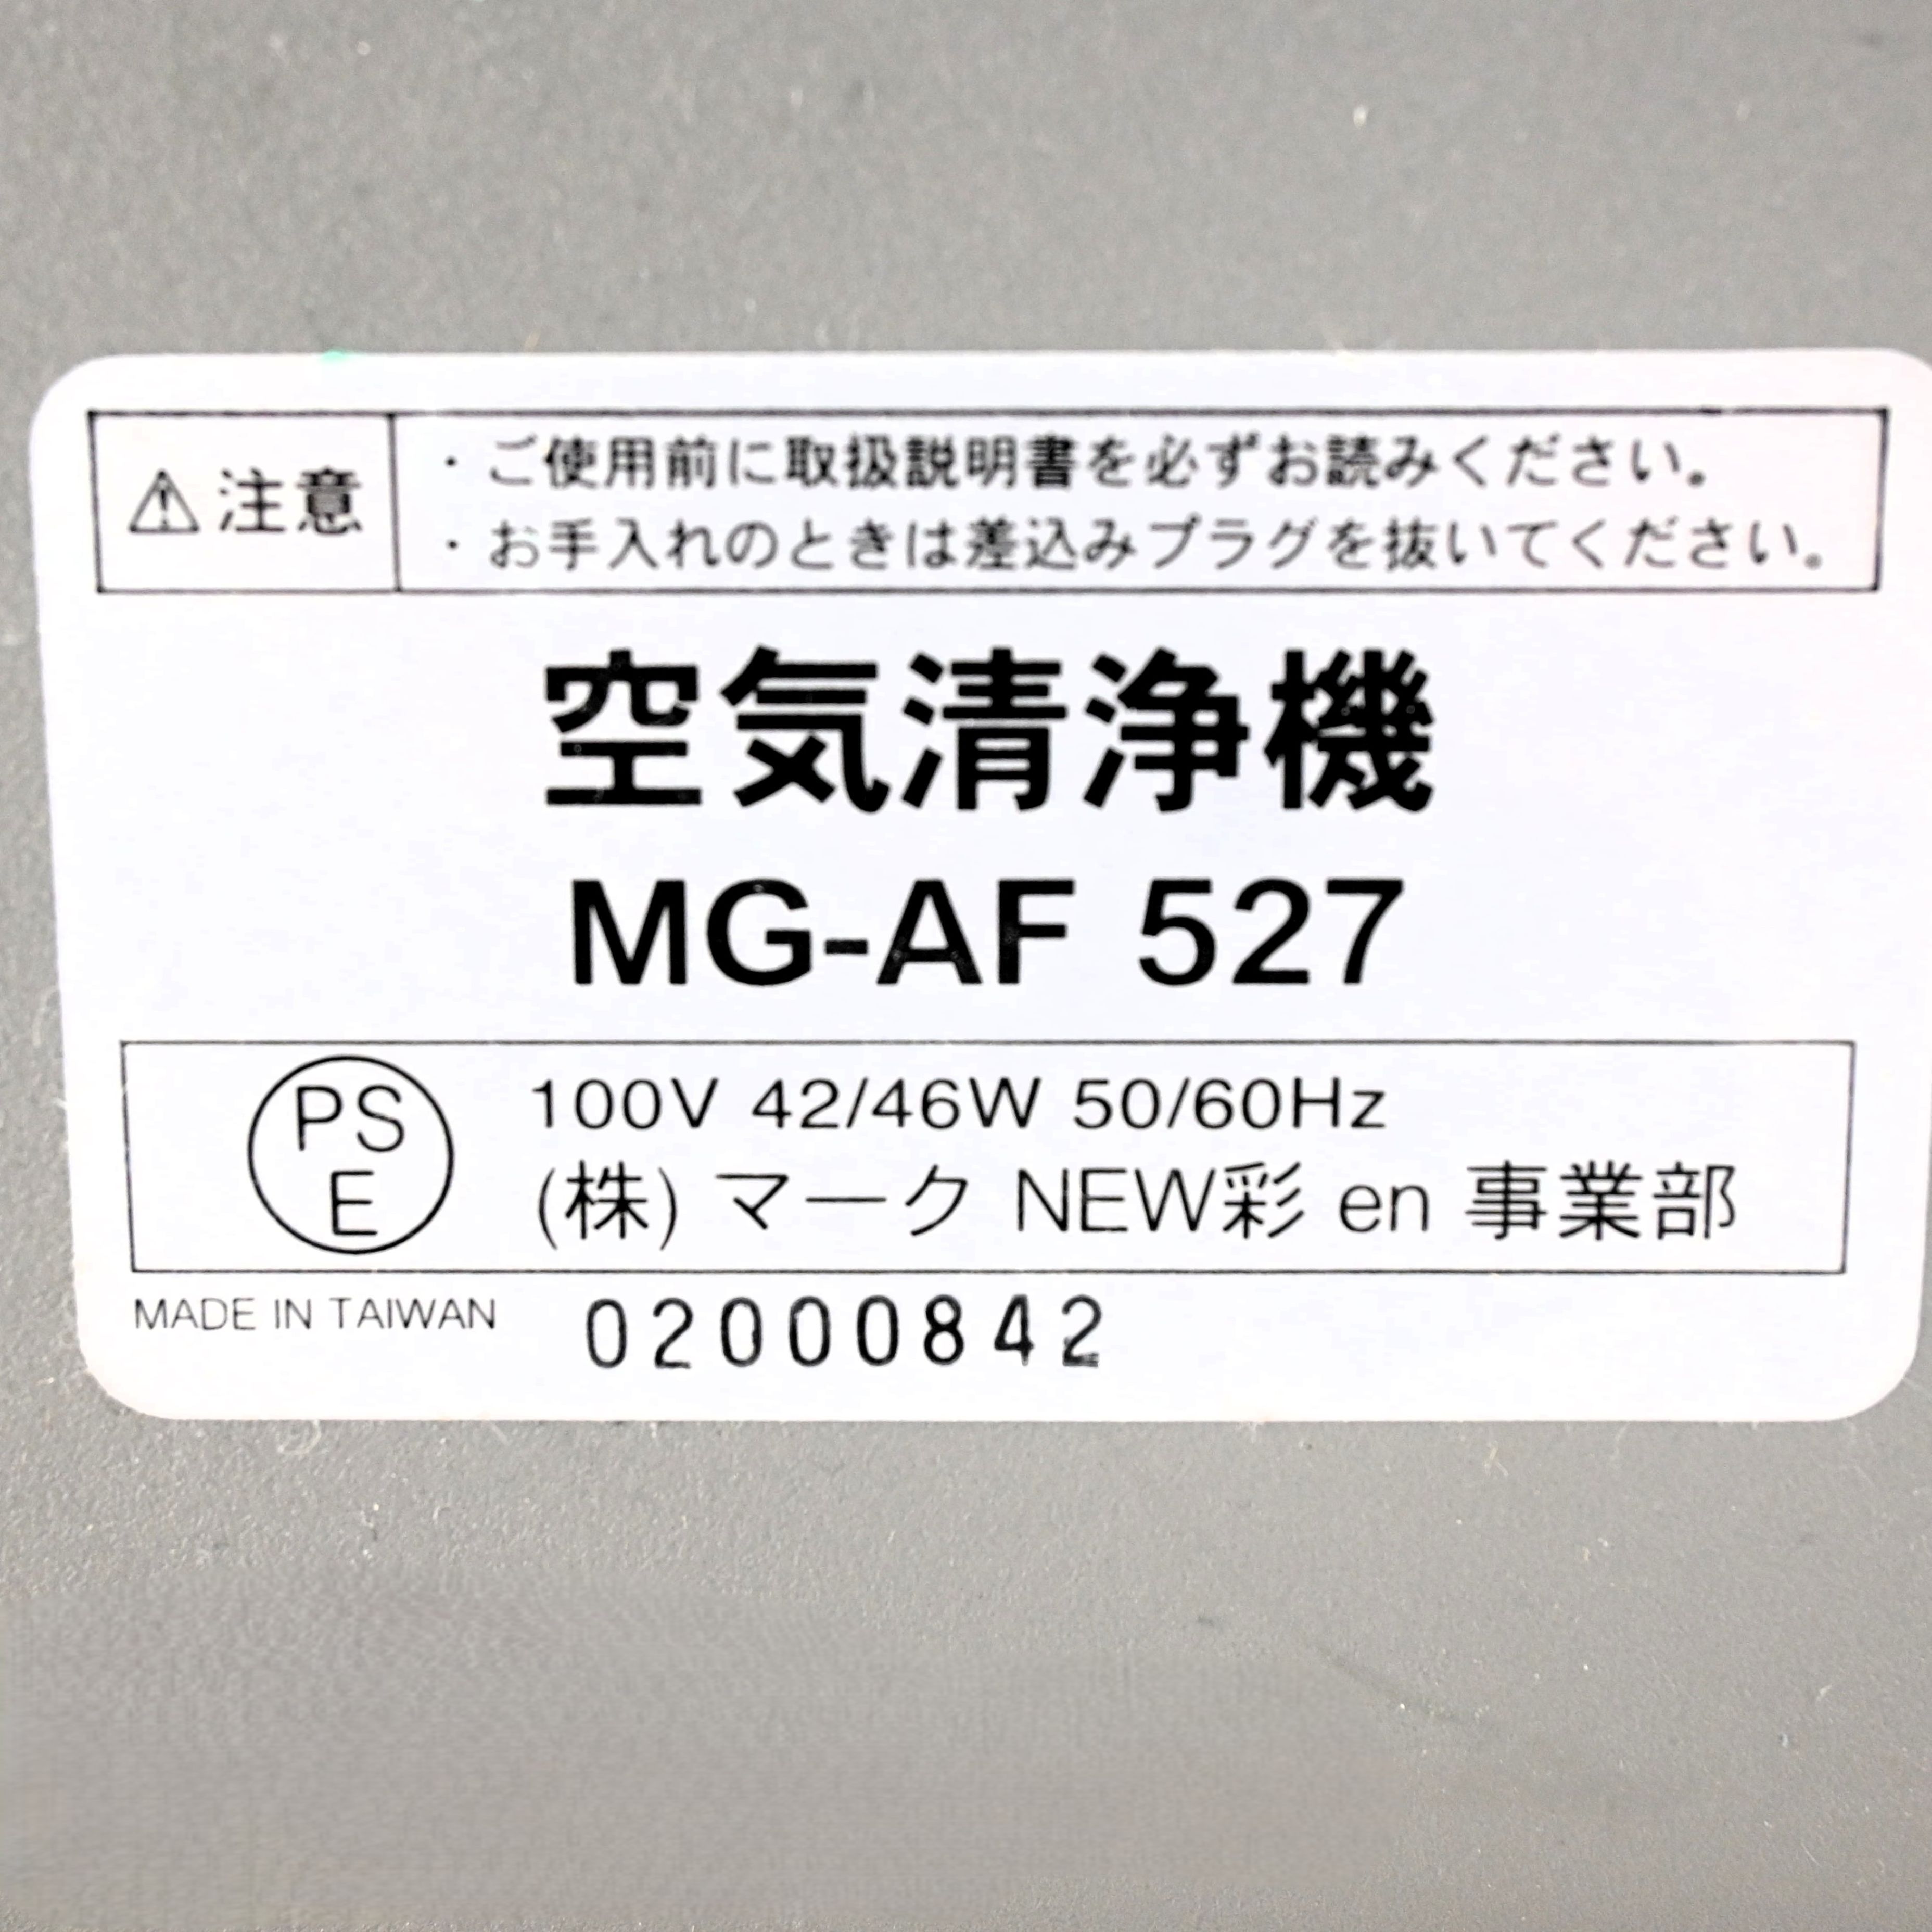 ⚠注意
・ご使用前に取扱説明書を必ずお読みください。
・お手入れのときは差込みプラグを抜いてください。
空気清浄機
MG-AF 527
PS
E
100V 42/46W 50/60Hz
(株) マーク NEW彩 en 事業部
MADE IN TAIWAN 02000842